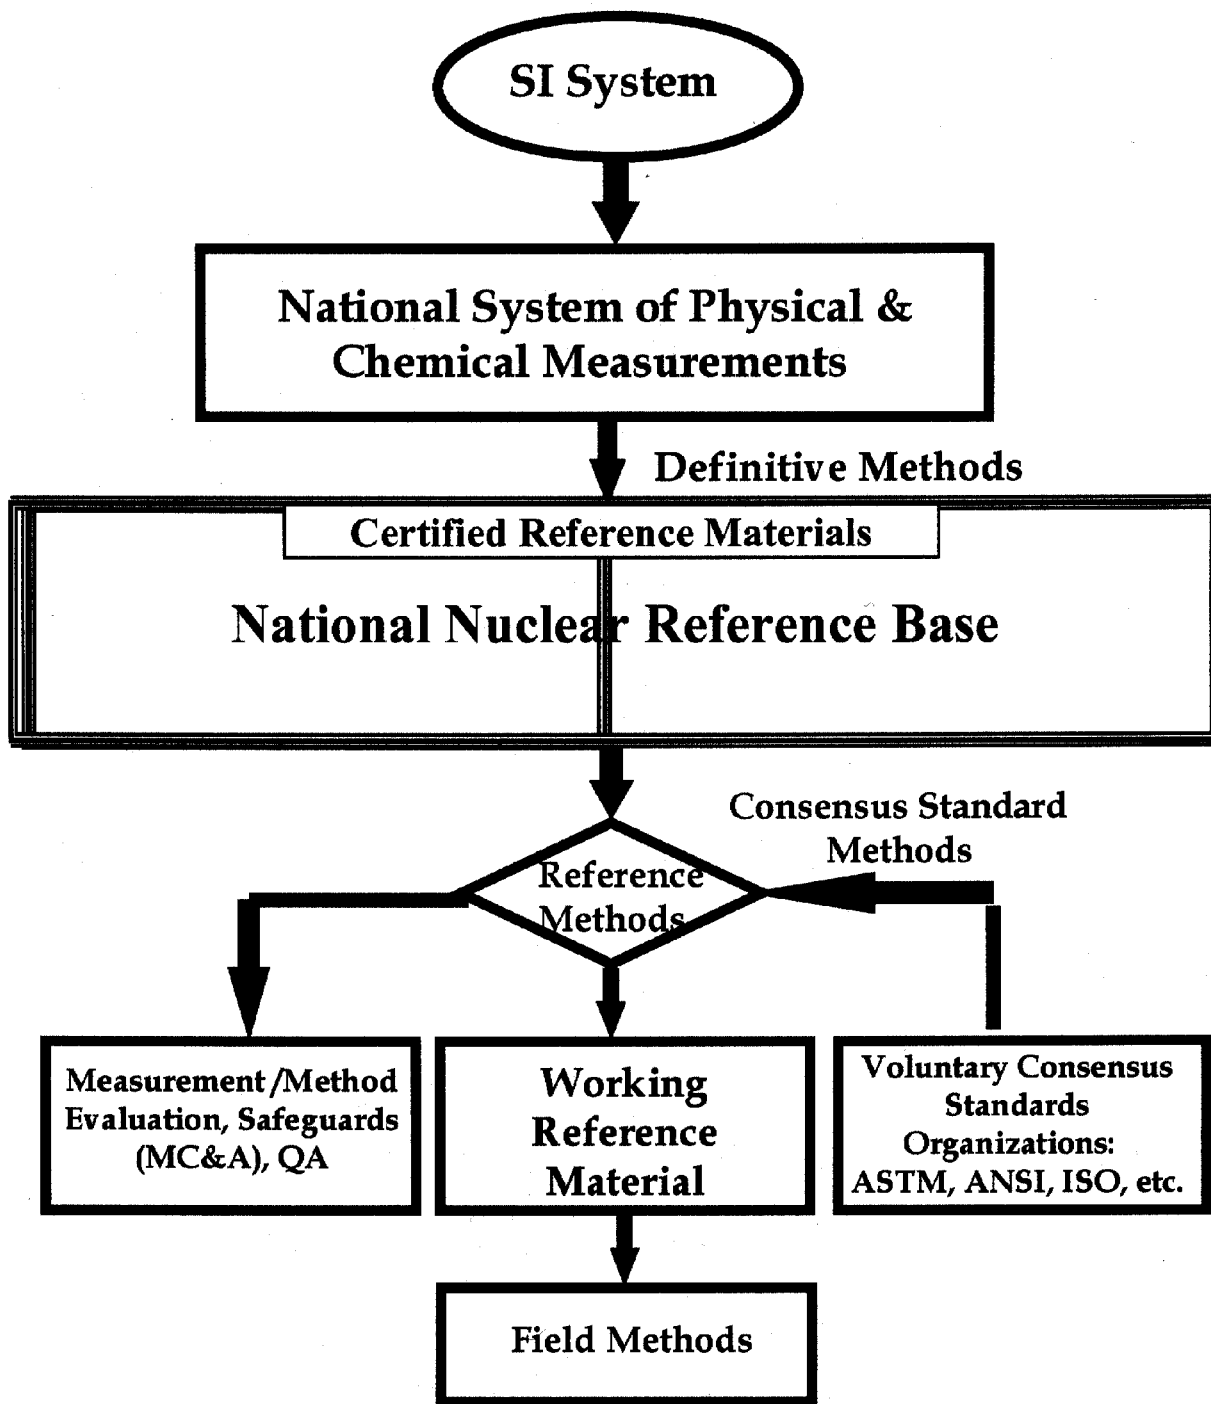 SI System
National System of Physical &
Chemical Measurements
Definitive Methods
Certified Reference Materials
National Nuclear Reference Base
Consensus Standard
Methods
Reference
Methods
Measurement/Method
Evaluation, Safeguards
(MC&A), QA
Working
Reference
Material
Voluntary Consensus
Standards
Organizations:
ASTM, ANSI, ISO, etc.
Field Methods